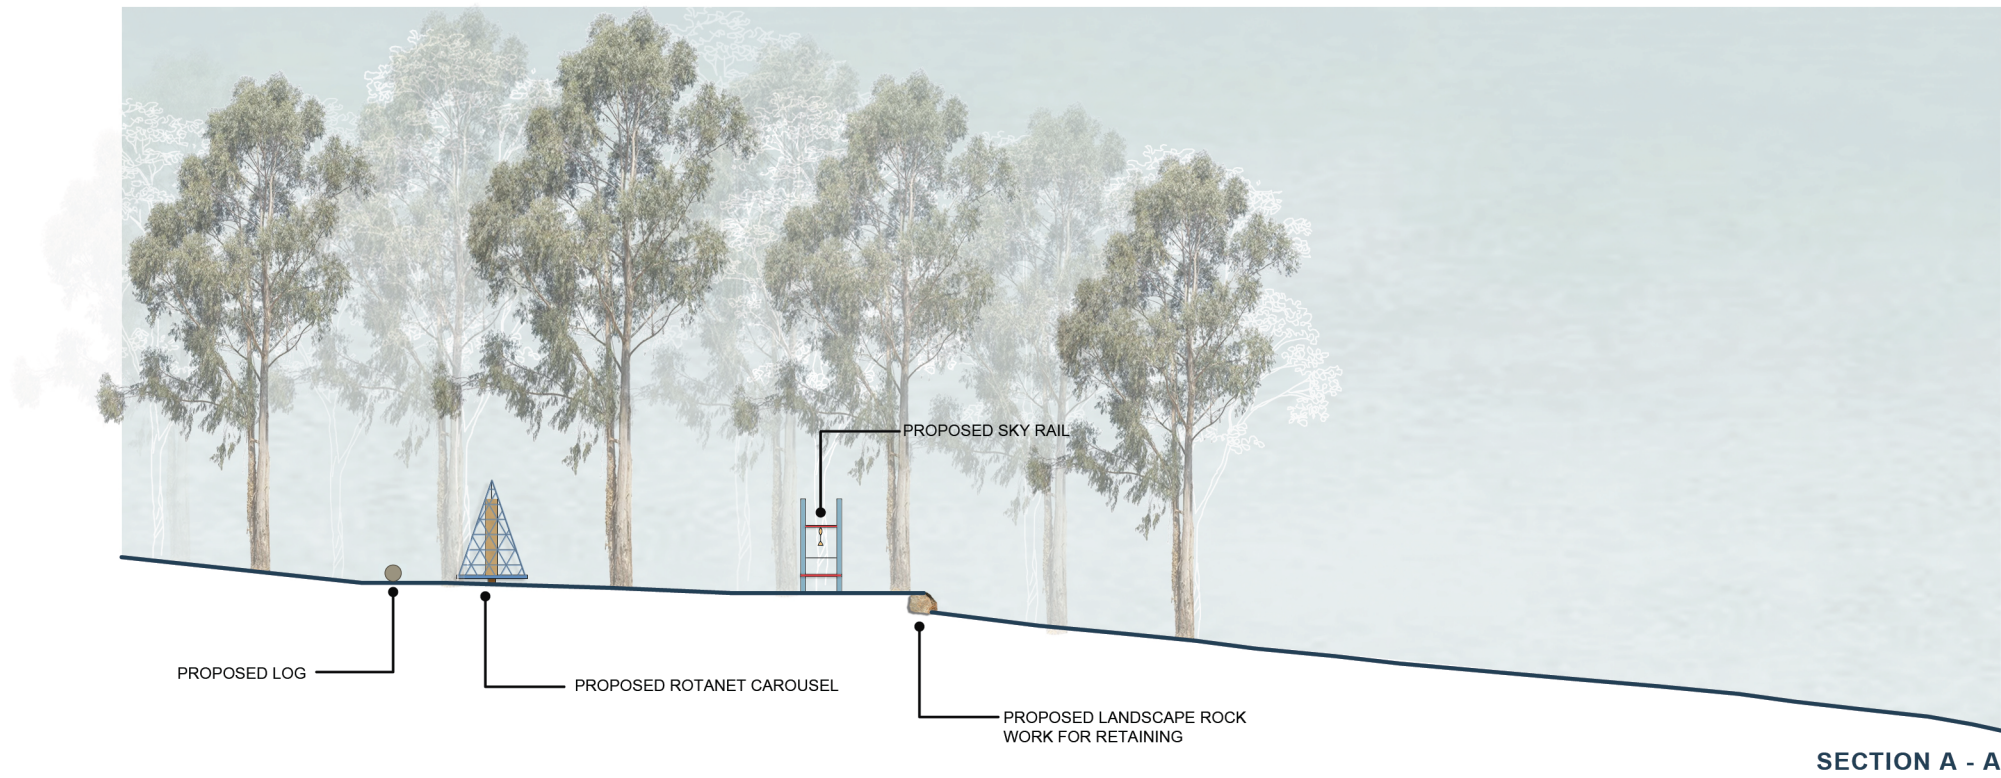 PROPOSED SKY RAIL
PROPOSED LOG
PROPOSED ROTANET CAROUSEL
PROPOSED LANDSCAPE ROCK
WORK FOR RETAINING
SECTION A - A